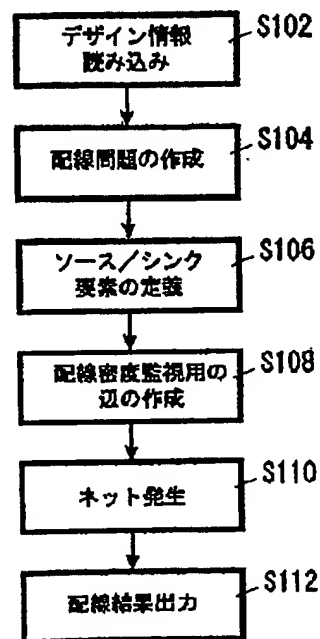 デザイン情報
読み込み
S102
配線問題の作成
S104
ソース／シンク
要素の定義
S106
配線密度監視用の
辺の作成
S108
ネット発生
S110
配線結果出力
S112